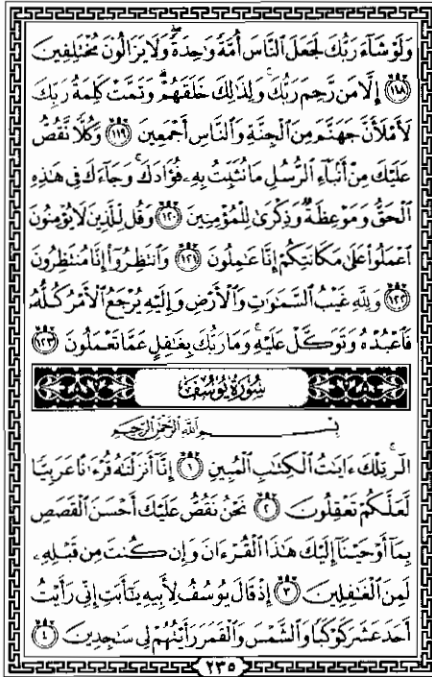 وَلَوْ شَآءَ رَبُّكَ لَجَعَلَ ٱلنَّاسَ أُمَّةً وَٰحِدَةً ۖ وَلَا يَزَالُونَ مُخْتَلِفِينَ
﴿١١٨﴾ إِلَّا مَن رَّحِمَ رَبُّكَ ۚ وَلِذَٰلِكَ خَلَقَهُمْ ۗ وَتَمَّتْ كَلِمَةُ رَبِّكَ
لَأَمْلَأَنَّ جَهَنَّمَ مِنَ ٱلْجِنَّةِ وَٱلنَّاسِ أَجْمَعِينَ ﴿١١٩﴾ وَكُلًّا نَّقُصُّ
عَلَيْكَ مِنْ أَنۢبَآءِ ٱلرُّسُلِ مَا نُثَبِّتُ بِهِۦ فُؤَادَكَ ۚ وَجَآءَكَ فِى هَٰذِهِ
ٱلْحَقُّ وَمَوْعِظَةٌ وَذِكْرَىٰ لِلْمُؤْمِنِينَ ﴿١٢٠﴾ وَقُل لِّلَّذِينَ لَا يُؤْمِنُونَ
ٱعْمَلُوا۟ عَلَىٰ مَكَانَتِكُمْ إِنَّا عَٰمِلُونَ ﴿١٢١﴾ وَٱنتَظِرُوٓا۟ إِنَّا مُنتَظِرُونَ
﴿١٢٢﴾ وَلِلَّهِ غَيْبُ ٱلسَّمَٰوَٰتِ وَٱلْأَرْضِ وَإِلَيْهِ يُرْجَعُ ٱلْأَمْرُ كُلُّهُۥ
فَٱعْبُدْهُ وَتَوَكَّلْ عَلَيْهِ ۚ وَمَا رَبُّكَ بِغَٰفِلٍ عَمَّا تَعْمَلُونَ ﴿١٢٣﴾
سُورَةُ يُوسُفَ
بِسْمِ ٱللَّهِ ٱلرَّحْمَٰنِ ٱلرَّحِيمِ
الٓر ۚ تِلْكَ ءَايَٰتُ ٱلْكِتَٰبِ ٱلْمُبِينِ ﴿١﴾ إِنَّآ أَنزَلْنَٰهُ قُرْءَٰنًا عَرَبِيًّا
لَّعَلَّكُمْ تَعْقِلُونَ ﴿٢﴾ نَحْنُ نَقُصُّ عَلَيْكَ أَحْسَنَ ٱلْقَصَصِ
بِمَآ أَوْحَيْنَآ إِلَيْكَ هَٰذَا ٱلْقُرْءَانَ وَإِن كُنتَ مِن قَبْلِهِۦ
لَمِنَ ٱلْغَٰفِلِينَ ﴿٣﴾ إِذْ قَالَ يُوسُفُ لِأَبِيهِ يَٰٓأَبَتِ إِنِّى رَأَيْتُ
أَحَدَ عَشَرَ كَوْكَبًا وَٱلشَّمْسَ وَٱلْقَمَرَ رَأَيْتُهُمْ لِى سَٰجِدِينَ ﴿٤﴾
٢٣٥